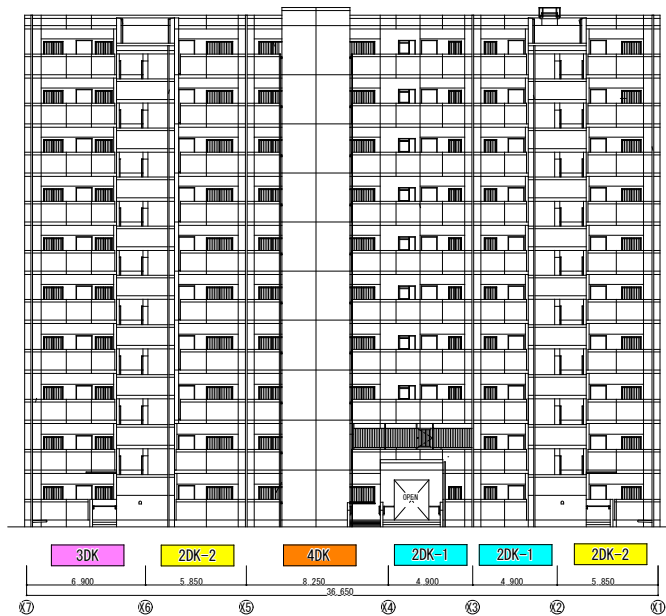 OPEN
3DK 2DK-2 4DK 2DK-1 2DK-1 2DK-2
6 900 5.850 8.250 4 900 4 900 5.850
36.650
X7 X6 X5 X4 X3 X2 X1